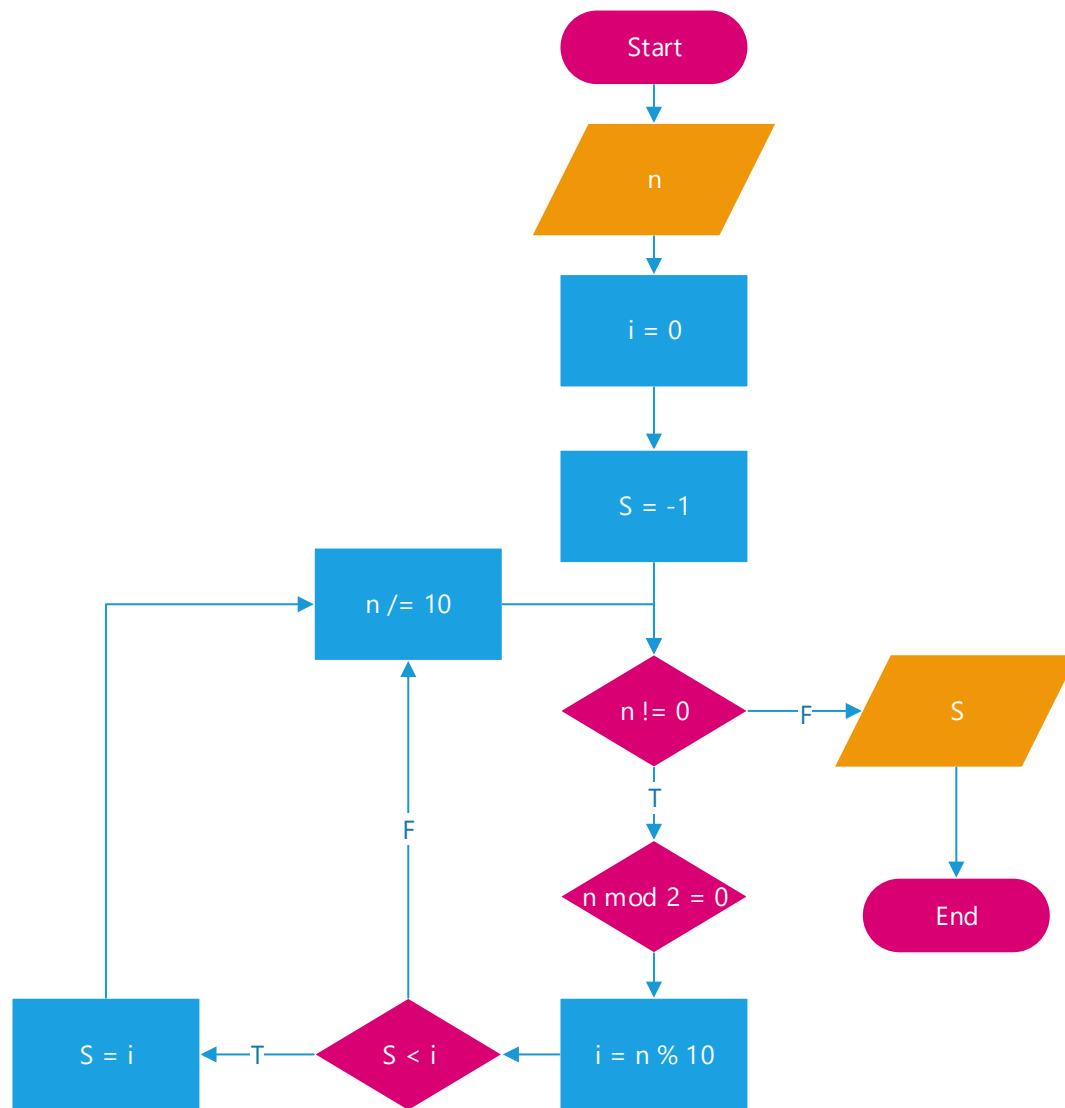 Start
n
i = 0
S = -1
n /= 10
n != 0
F
S
T
F
n mod 2 = 0
End
S = i
T
S < i
i = n % 10